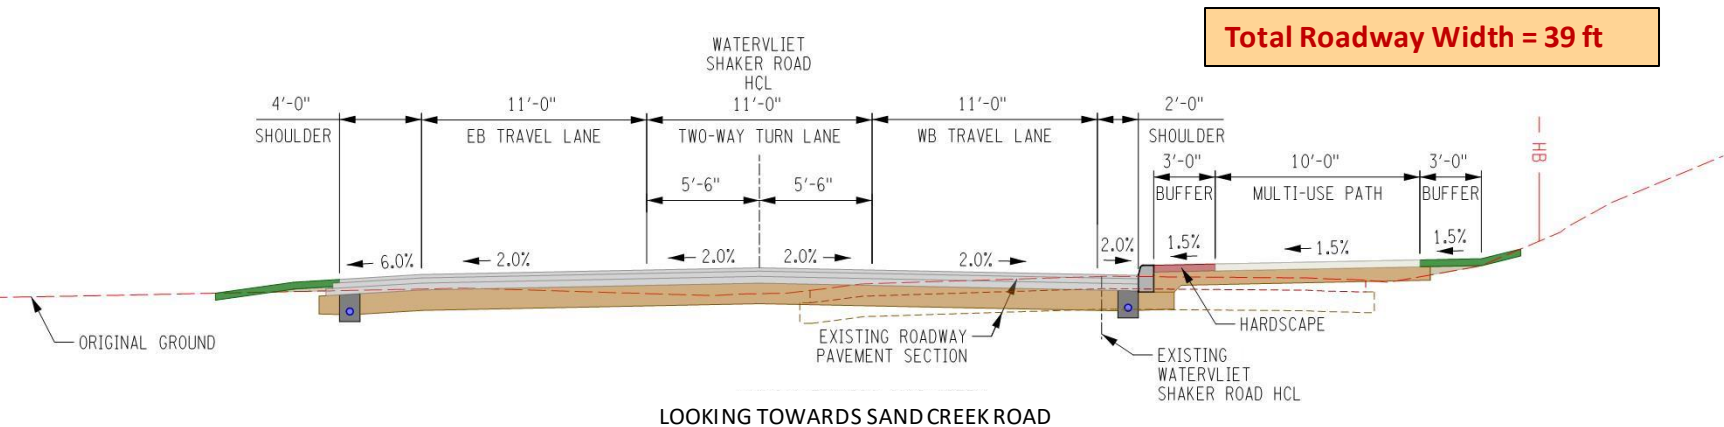 Total Roadway Width = 39 ft
WATERVLIET
SHAKER ROAD
HCL
4'-0"
11'-0"
11'-0"
11'-0"
2'-0"
SHOULDER
EB TRAVEL LANE
TWO-WAY TURN LANE
WB TRAVEL LANE
SHOULDER
HB
3'-0"
10'-0"
3'-0"
5'-6"
5'-6"
BUFFER
MULTI-USE PATH
BUFFER
6.0%
2.0%
2.0%
2.0%
2.0%
2.0%
1.5%
1.5%
1.5%
ORIGINAL GROUND
EXISTING ROADWAY
PAVEMENT SECTION
HARDSCAPE
EXISTING
WATERVLIET
SHAKER ROAD HCL
LOOKING TOWARDS SAND CREEK ROAD